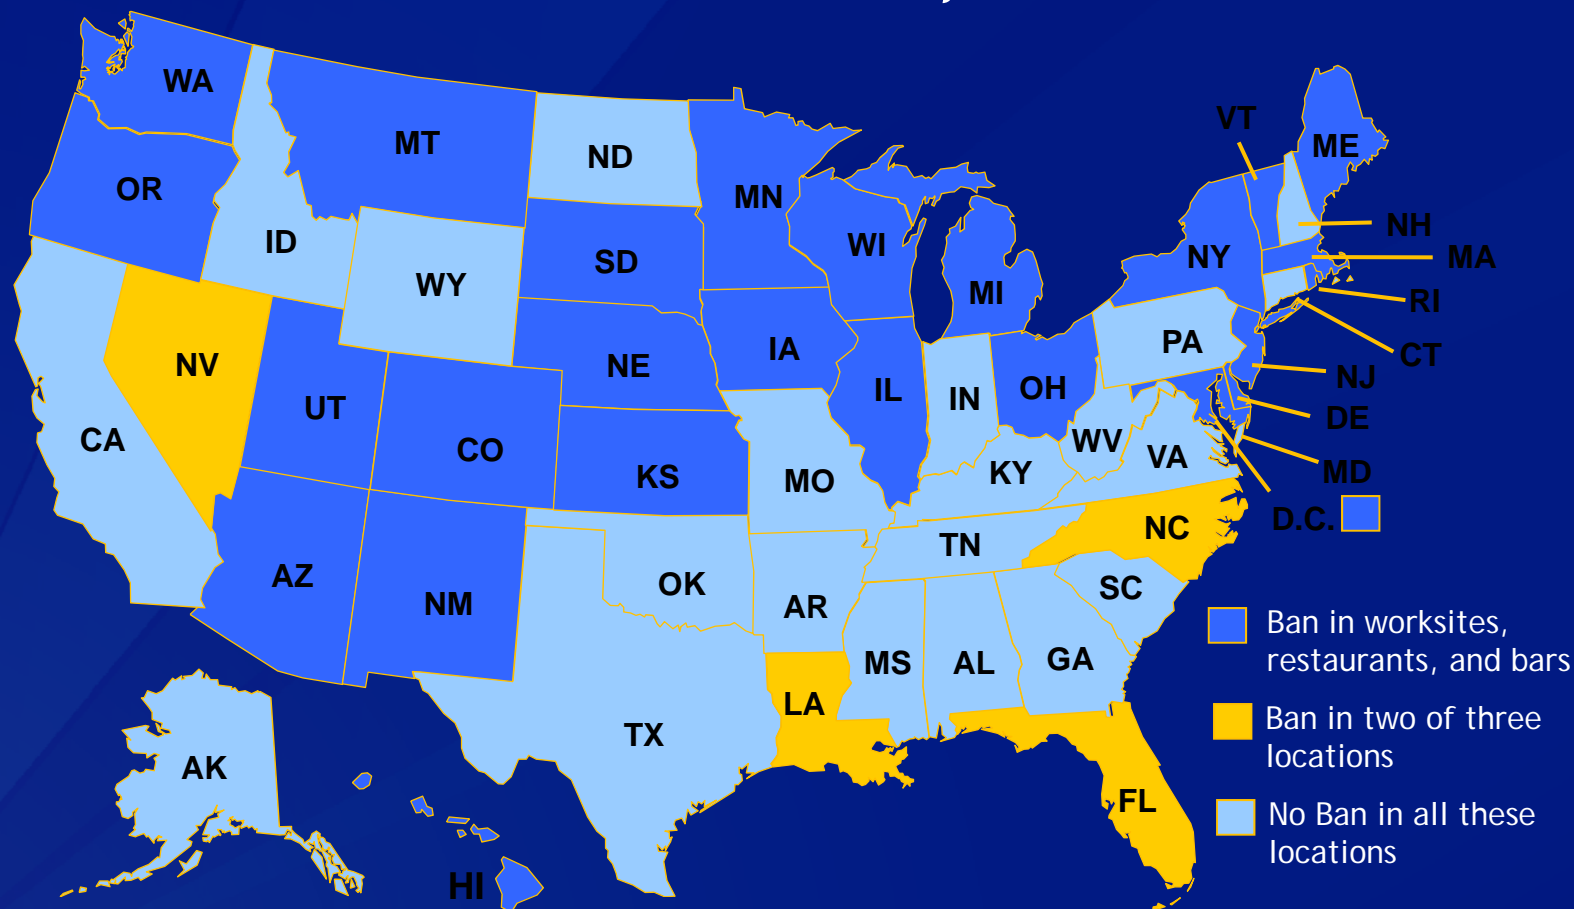 WA
MT
ND
MN
VT
ME
OR
ID
WY
SD
WI
MI
NY
NH
MA
RI
CT
NV
UT
CO
NE
IA
IL
IN
OH
PA
NJ
DE
MD
D.C.
CA
KS
MO
KY
WV
VA
AZ
NM
OK
AR
TN
NC
SC
MS
AL
GA
LA
TX
FL
AK
HI
Ban in worksites,
restaurants, and bars
Ban in two of three
locations
No Ban in all these
locations